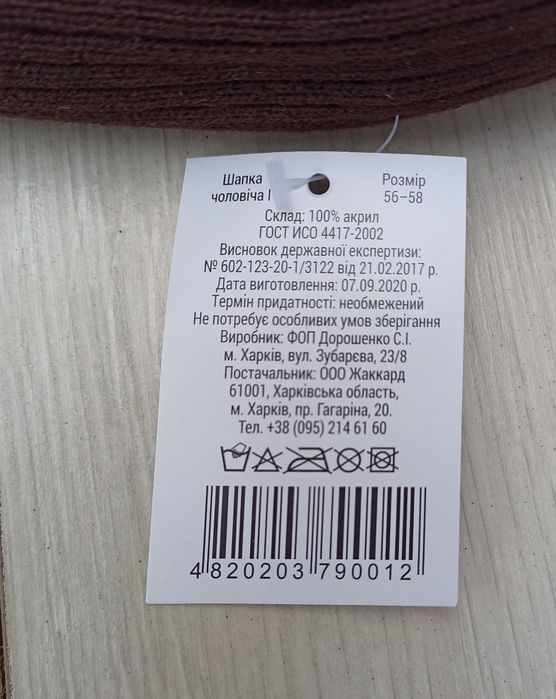 Шапка
чоловіча
Розмір
56–58
Склад: 100% акрил
ГОСТ ИСО 4417-2002
Висновок державної експертизи:
№ 602-123-20-1/3122 від 21.02.2017 р.
Дата виготовлення: 07.09.2020 р.
Термін придатності: необмежений
Не потребує особливих умов зберігання
Виробник: ФОП Дорошенко С.І.
м. Харків, вул. Зубарєва, 23/8
Постачальник: ООО Жаккард
61001, Харківська область,
м. Харків, пр. Гагаріна, 20.
Тел. +38 (095) 214 61 60
4 820203 790012